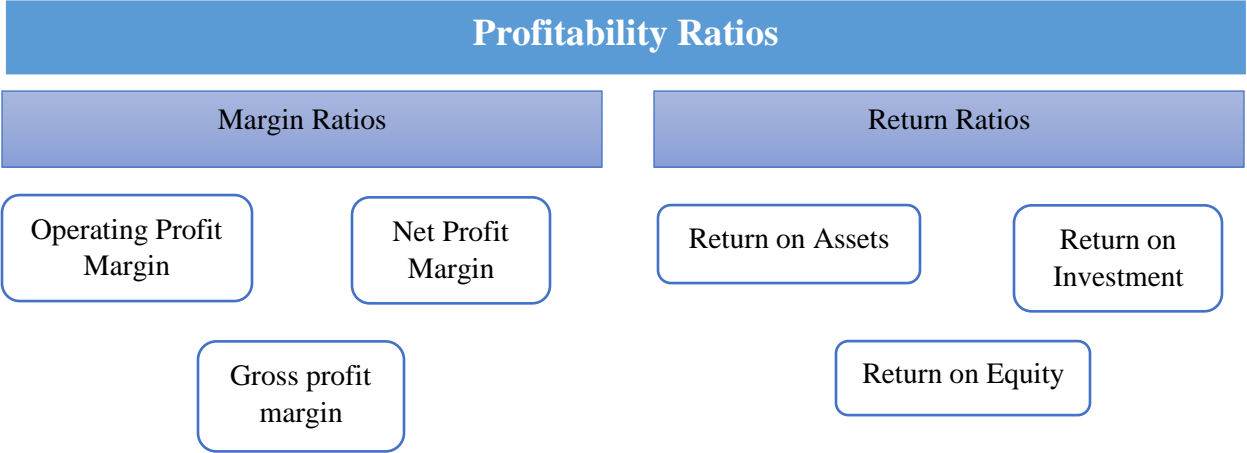 Profitability Ratios
Margin Ratios
Return Ratios
Operating Profit
Margin
Net Profit
Margin
Gross profit
margin
Return on Assets
Return on
Investment
Return on Equity